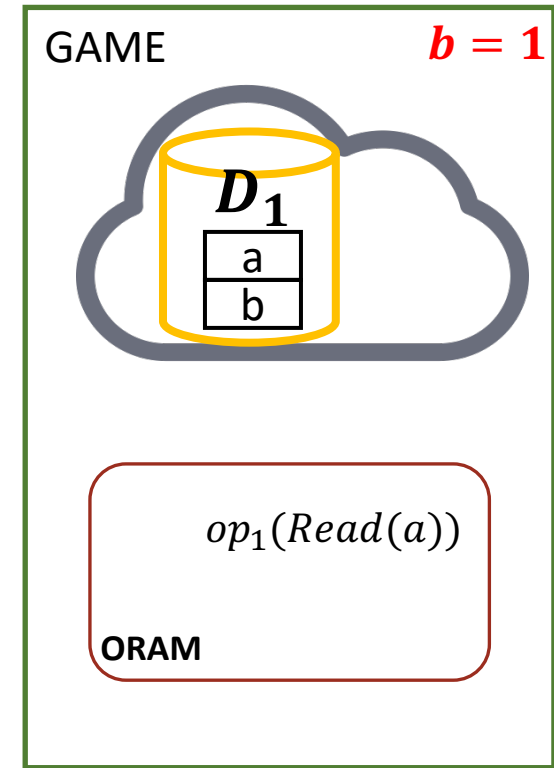 GAME b = 1
D₁
a
b
op₁(Read(a))
ORAM